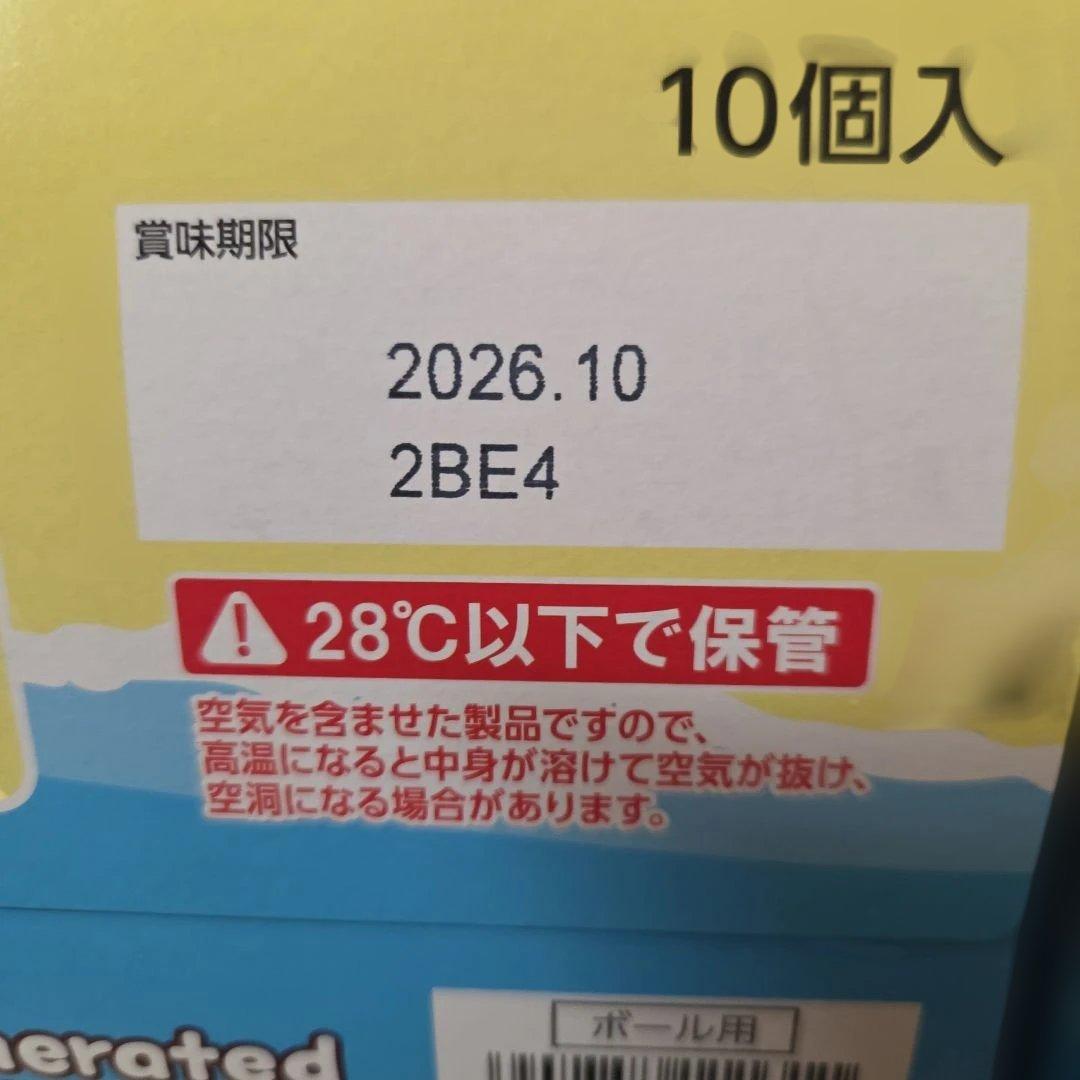 10個入
賞味期限
2026.10
2BE4
28℃以下で保管
空気を含ませた製品ですので、
高温になると中身が溶けて空気が抜け、
空洞になる場合があります。
ボール用
nerated